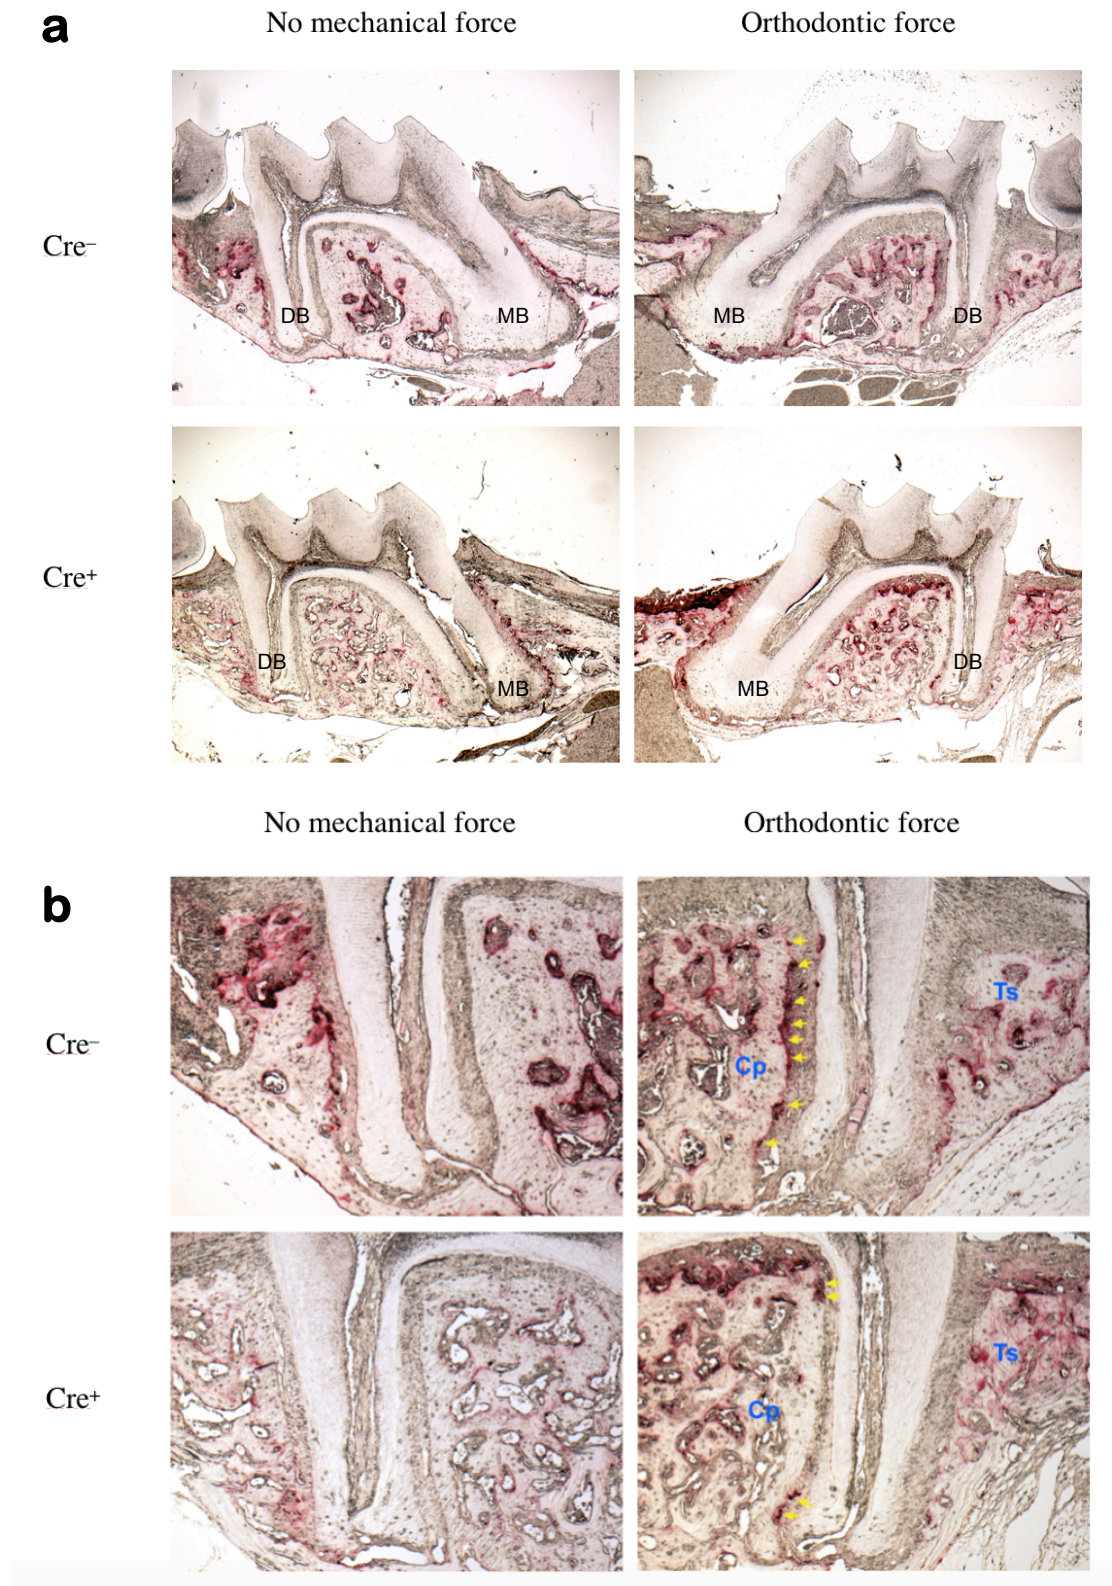 a
No mechanical force
Orthodontic force
Cre⁻
DB
MB
MB
DB
Cre⁺
DB
MB
MB
DB
No mechanical force
Orthodontic force
b
Cre⁻
Cp
Ts
Cre⁺
Cp
Ts